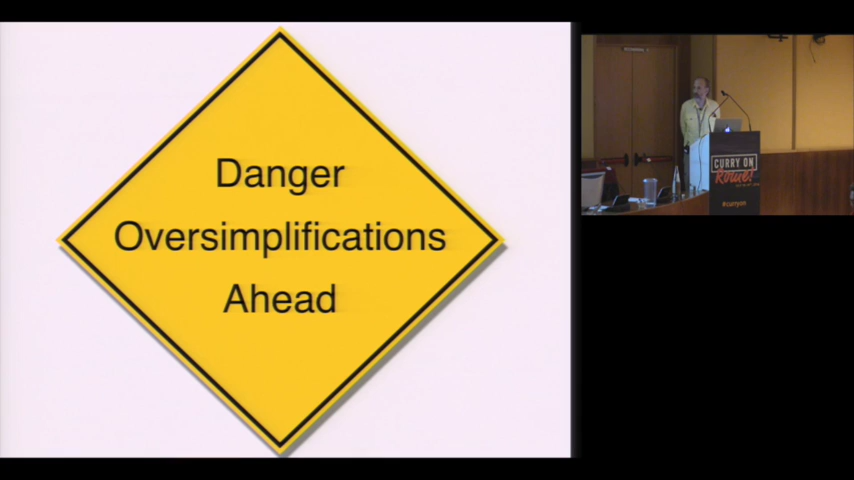 Danger
Oversimplifications
Ahead
CURRY ON
Rome!
#curryon